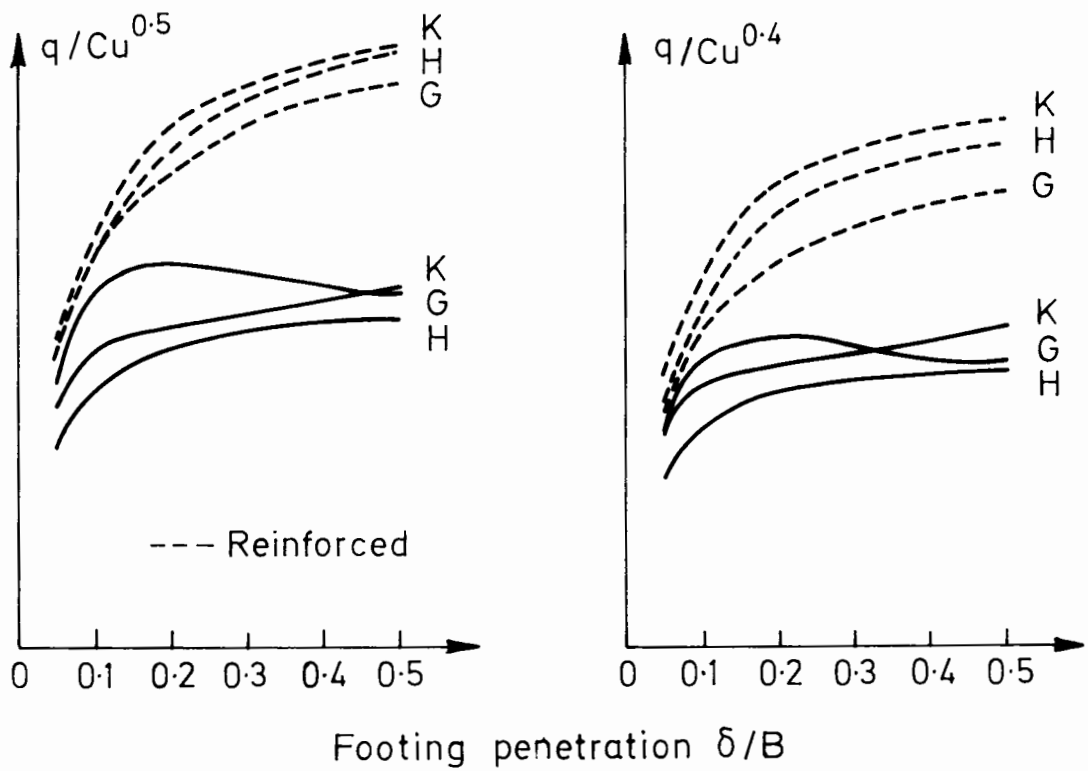 q/Cu^0·5
K
H
G
K
G
H
--- Reinforced
0 0·1 0·2 0·3 0·4 0·5
q/Cu^0·4
K
H
G
K
G
H
0 0·1 0·2 0·3 0·4 0·5
Footing penetration δ/B